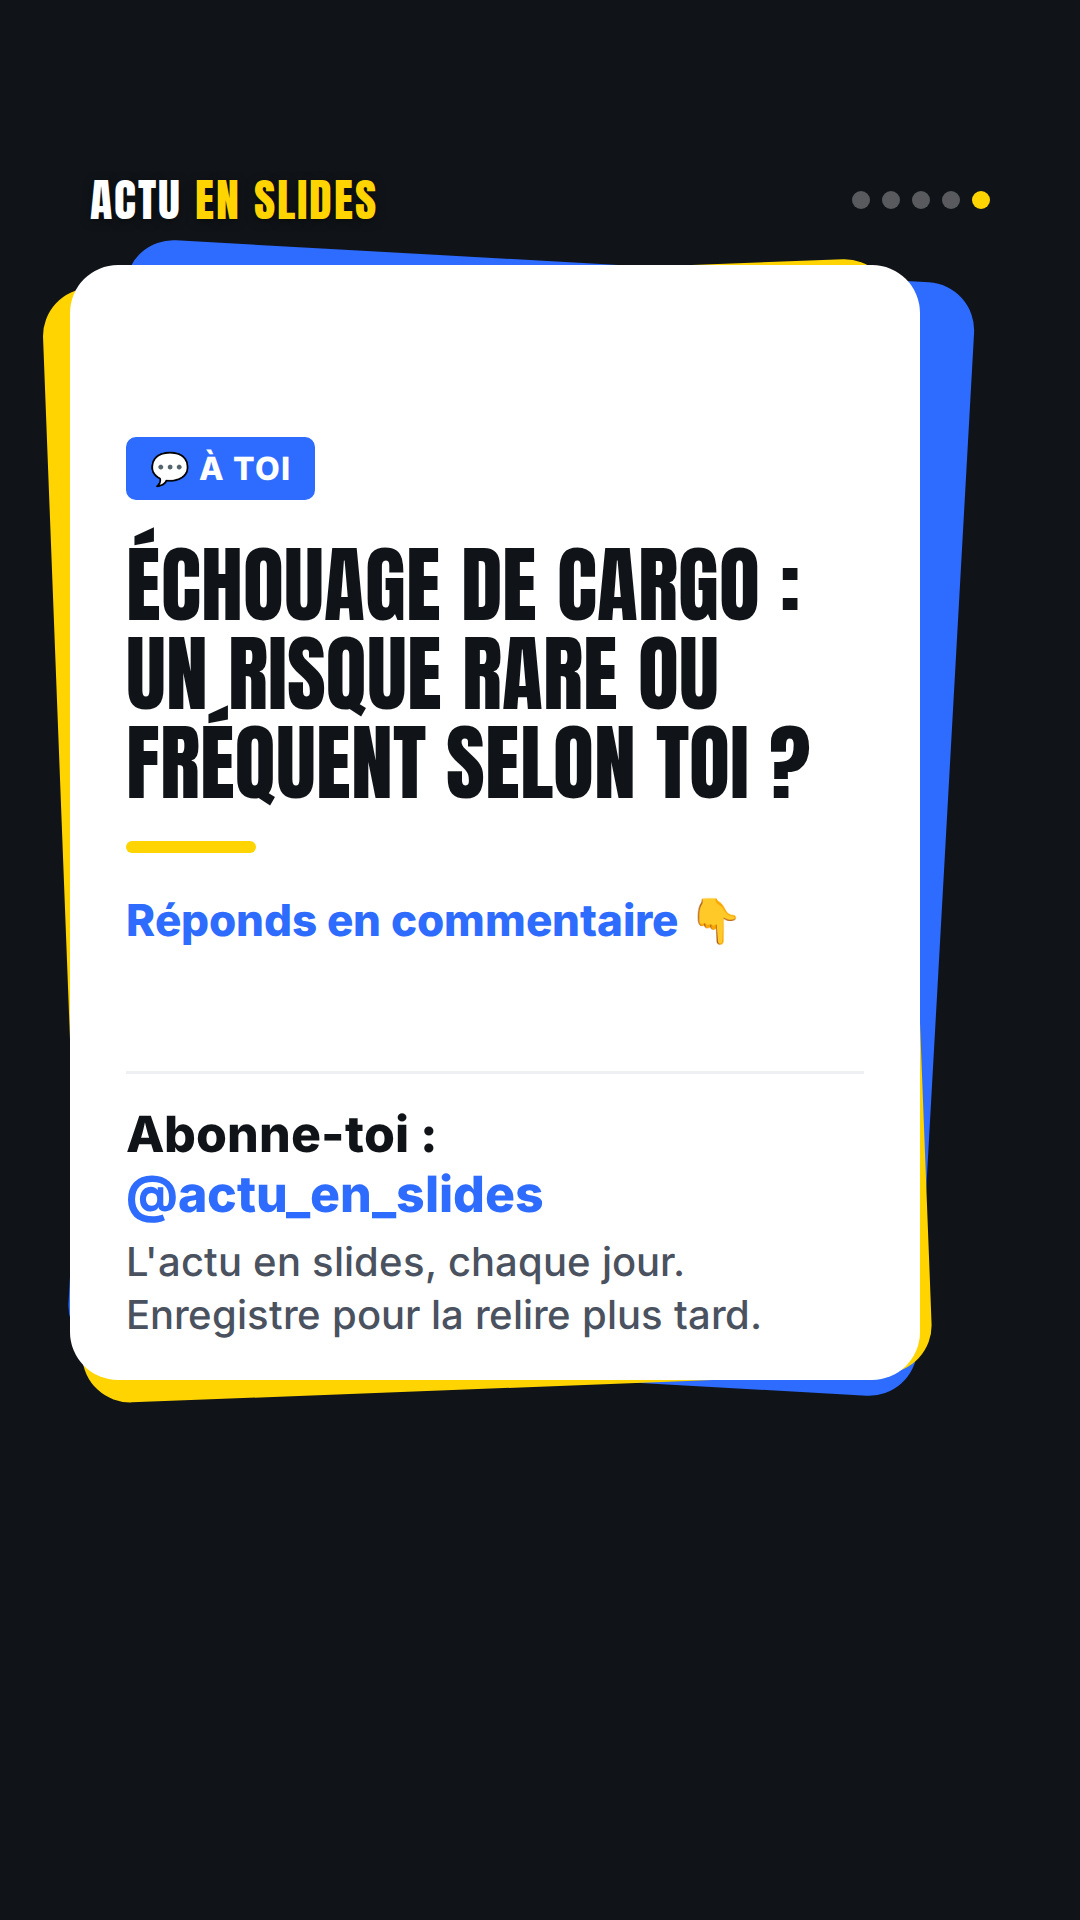 ACTU EN SLIDES
💬 À TOI
ÉCHOUAGE DE CARGO :
UN RISQUE RARE OU
FRÉQUENT SELON TOI ?
Réponds en commentaire 👇
Abonne-toi :
@actu_en_slides
L'actu en slides, chaque jour.
Enregistre pour la relire plus tard.